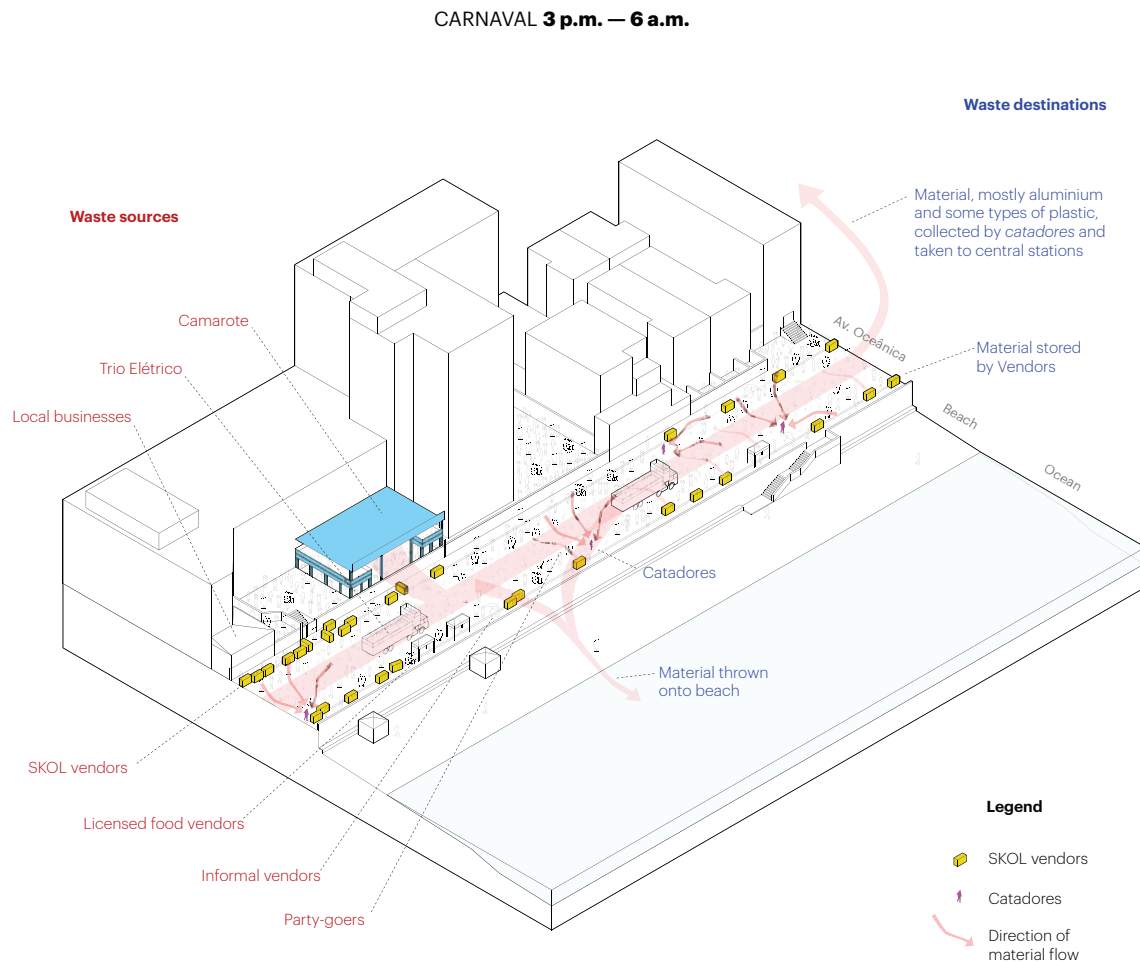 CARNAVAL 3 p.m. — 6 a.m.
Waste destinations
Waste sources
Material, mostly aluminium
and some types of plastic,
collected by catadores and
taken to central stations
Camarote
Av. Oceânica
Trio Elétrico
Material stored
by Vendors
Local businesses
Beach
Ocean
Catadores
Material thrown
onto beach
SKOL vendors
Licensed food vendors
Informal vendors
Party-goers
Legend
SKOL vendors
Catadores
Direction of
material flow